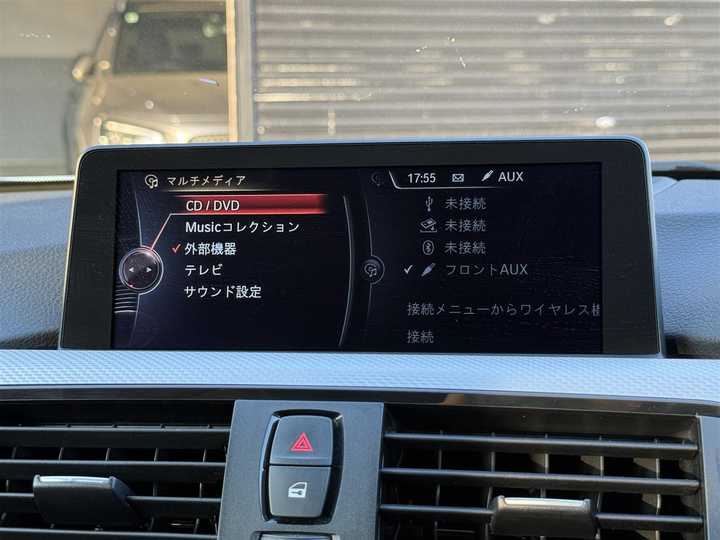 マルチメディア
CD / DVD
Musicコレクション
外部機器
テレビ
サウンド設定
17:55 AUX
未接続
未接続
未接続
フロントAUX
接続メニューからワイヤレス
接続